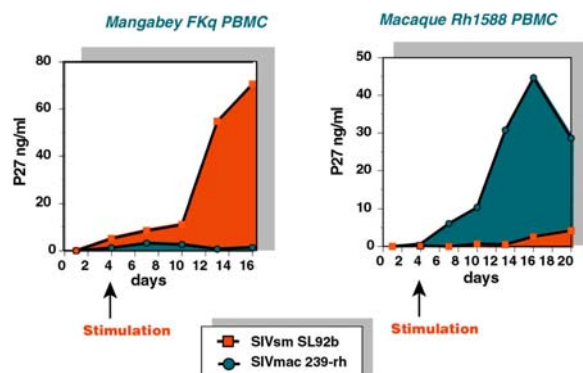 Mangabey FKq PBMC
P27 ng/ml
80
60
40
20
0
0 2 4 6 8 10 12 14 16
days
Stimulation
Macaque Rh1588 PBMC
P27 ng/ml
50
40
30
20
10
0
0 2 4 6 8 10 12 14 16 18 20
days
Stimulation
SIVsm SL92b
SIVmac 239-rh